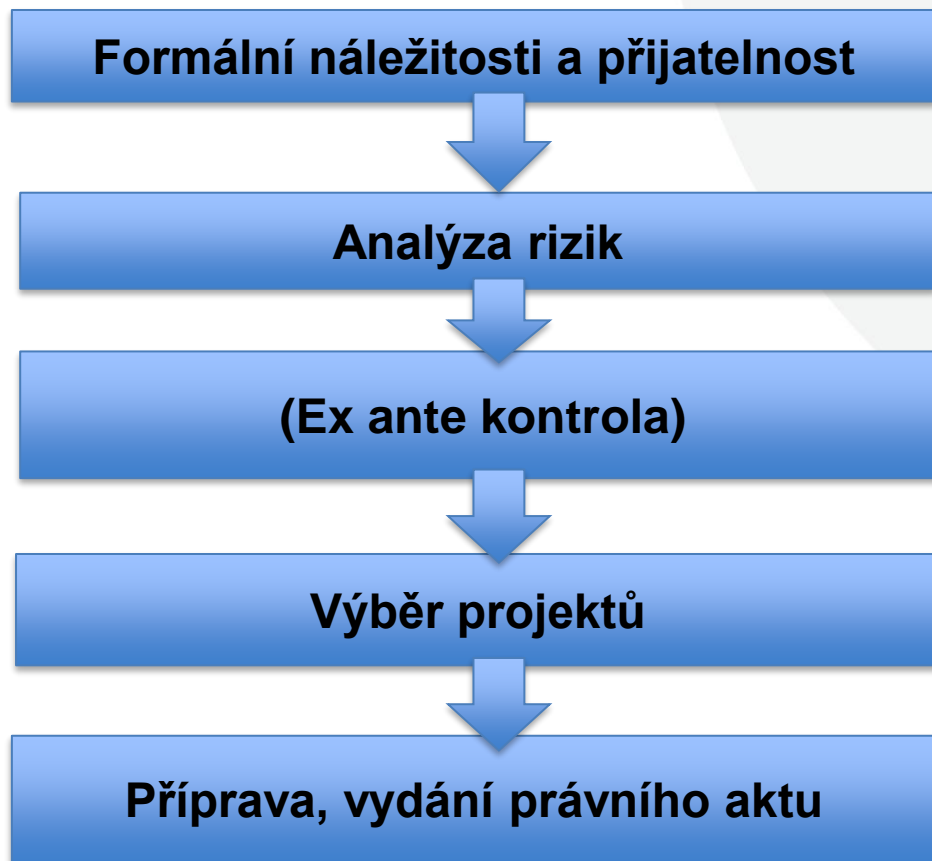 Formální náležitosti a přijatelnost
Analýza rizik
(Ex ante kontrola)
Výběr projektů
Příprava, vydání právního aktu